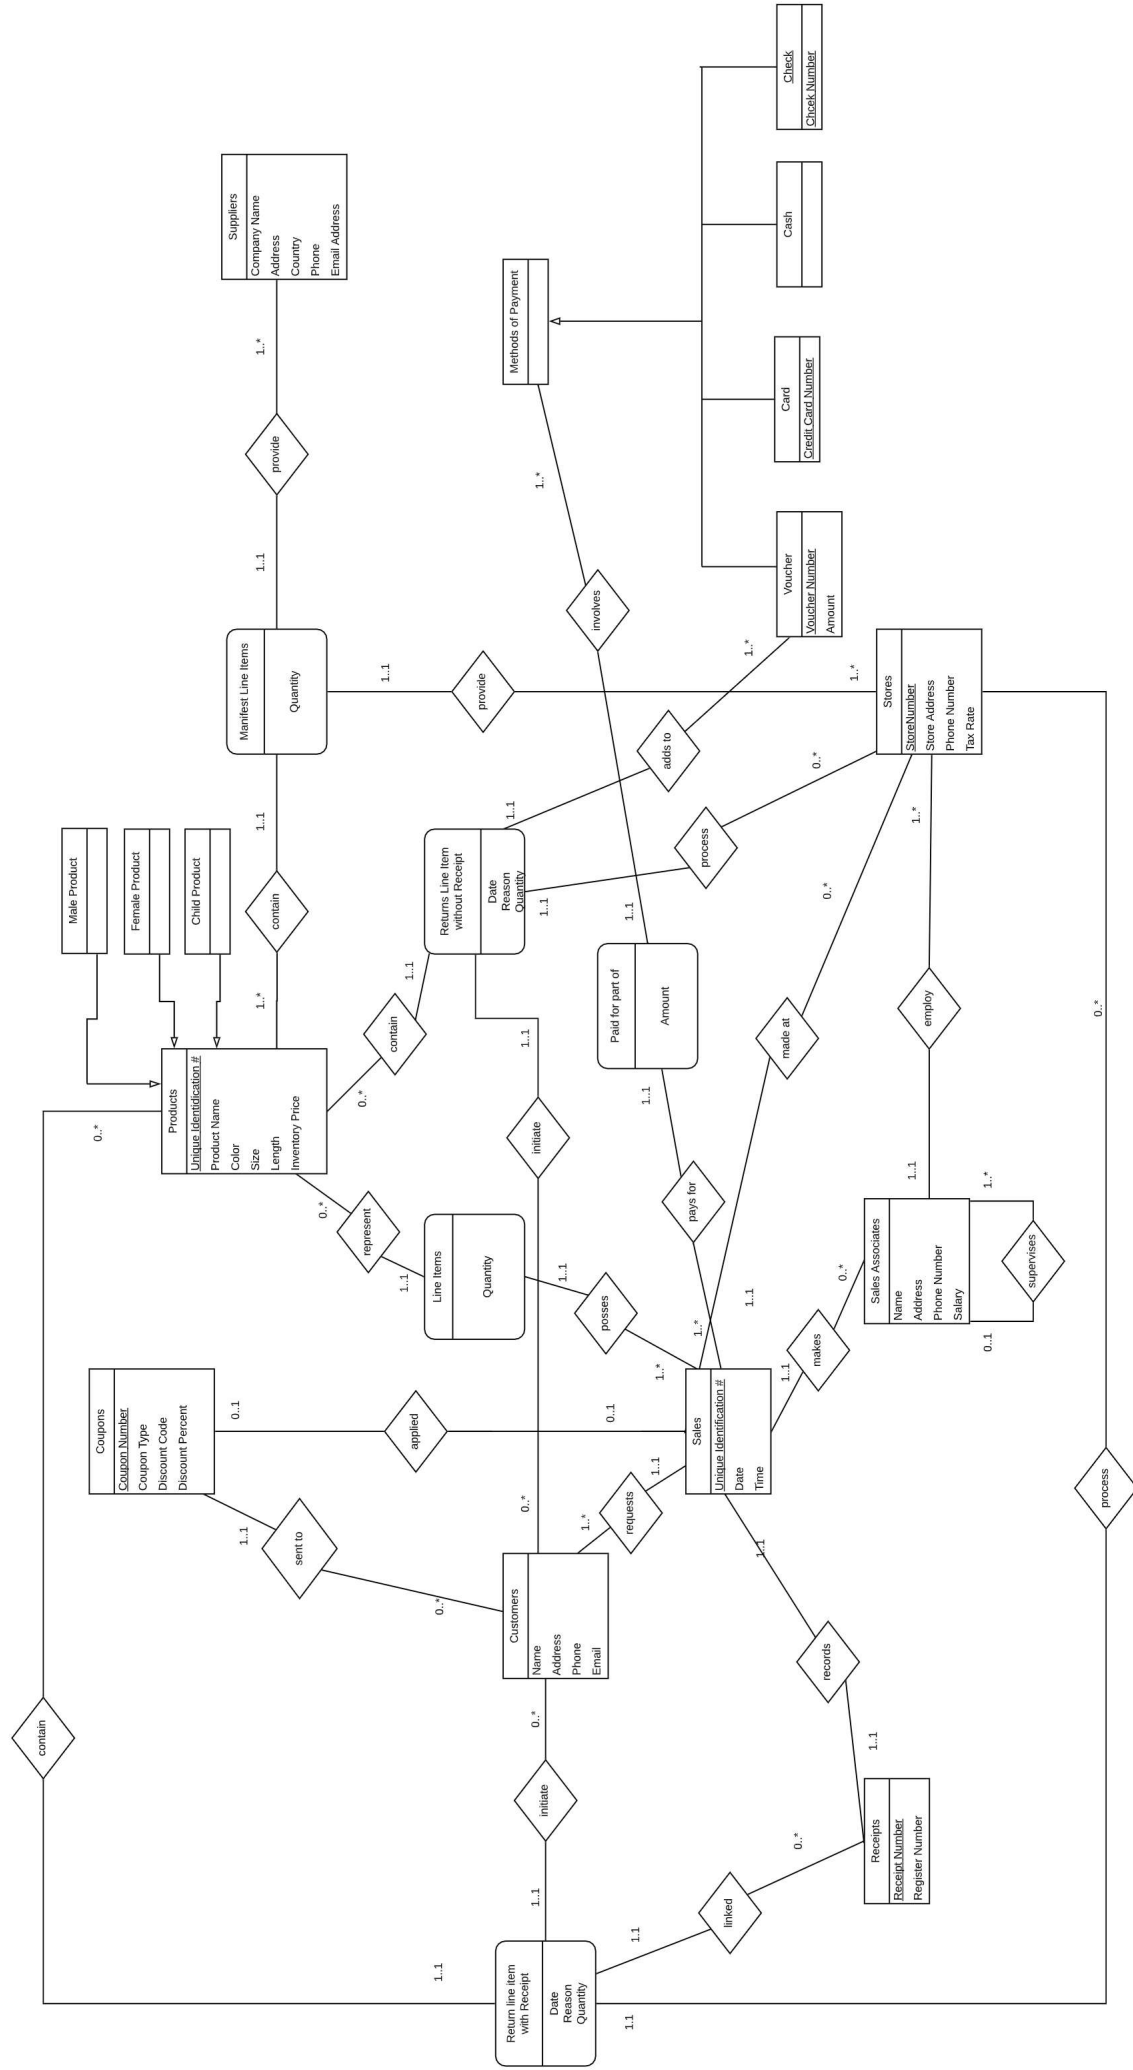 Male Product
Female Product
Child Product
Products
Unique Identidication #
Product Name
Color
Size
Length
Inventory Price
0..*
contain
1..1
Coupons
Coupon Number
Coupon Type
Discount Code
Discount Percent
1..1
sent to
0..*
0..1
applied
0..1
0..*
represent
1..1
Line Items
Quantity
1..1
posses
1..*
0..*
contain
1..1
1..*
contain
1..1
Manifest Line Items
Quantity
1..1
provide
1..*
Suppliers
Company Name
Address
Country
Phone
Email Address
1..1
provide
1..*
Returns Line Item
without Receipt
Date
Reason
Quantity
1..1
initiate
0..*
1..1
adds to
1..*
1..1
process
0..*
Methods of Payment
1..*
involves
1..1
Paid for part of
Amount
1..1
pays for
1..*
Voucher
Voucher Number
Amount
Card
Credit Card Number
Cash
Check
Chcek Number
Customers
Name
Address
Phone
Email
1..*
requests
1..1
0..*
initiate
1..1
Return line item
with Receipt
Date
Reason
Quantity
1.1
linked
0..*
1.1
process
0..*
Sales
Unique Identification #
Date
Time
1..1
made at
0..*
1..1
makes
0..*
1..1
records
1..1
Receipts
Receipt Number
Register Number
Sales Associates
Name
Address
Phone Number
Salary
0..1
supervises
1..*
1..1
employ
1..*
Stores
StoreNumber
Store Address
Phone Number
Tax Rate